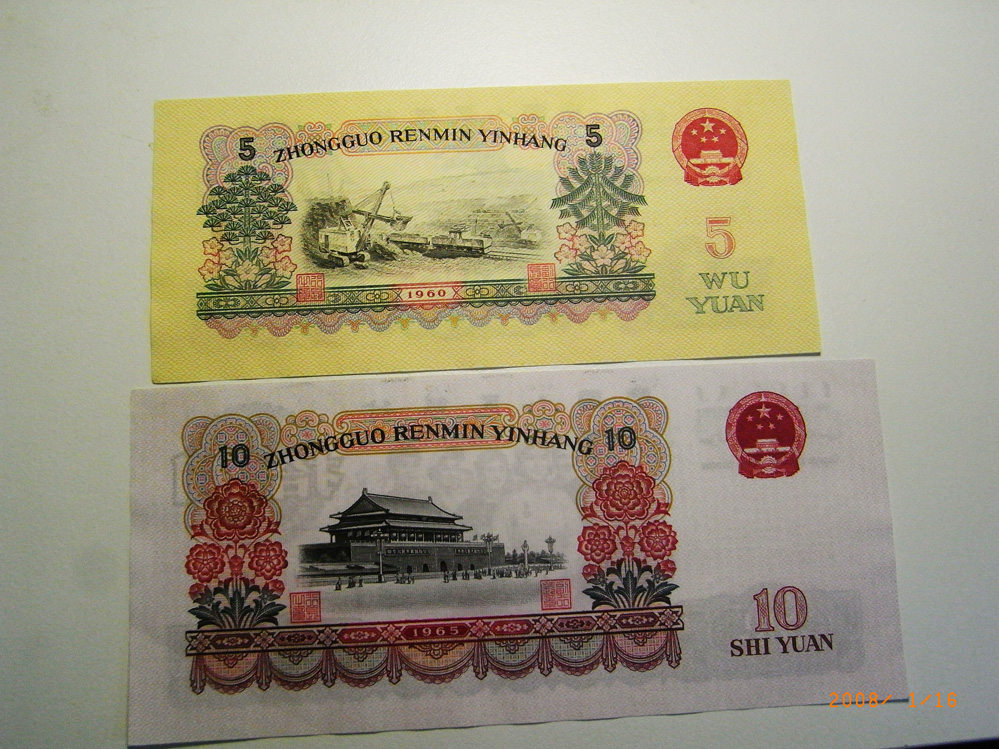 5
ZHONGGUO RENMIN YINHANG
5
5
WU
YUAN
1960
10
ZHONGGUO RENMIN YINHANG
10
1965
10
SHI YUAN
2008/ 1/16